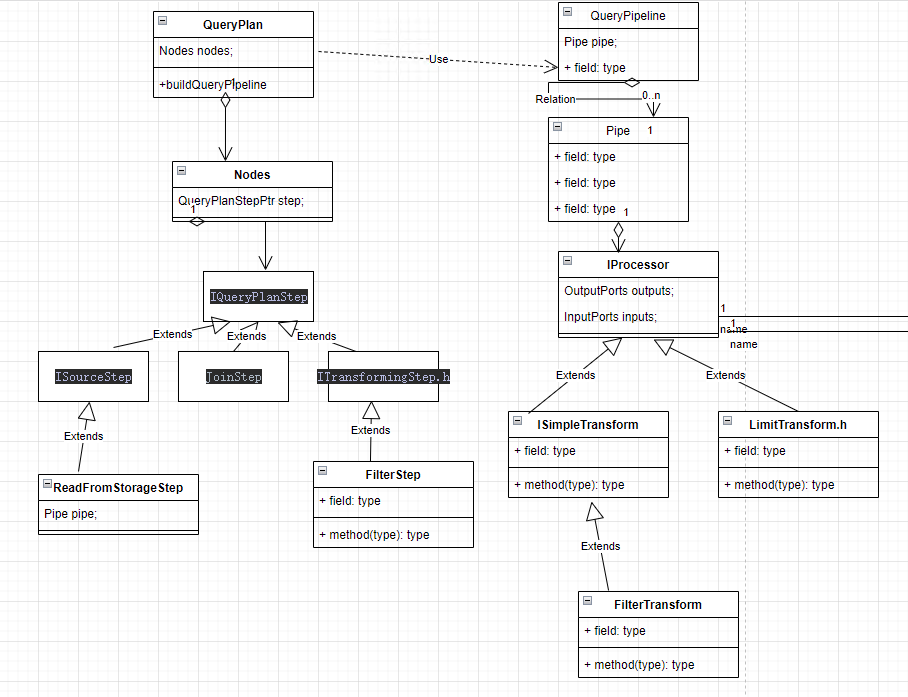 QueryPlan
Nodes nodes;
+buildQueryPipeline
1
Use
QueryPipeline
Pipe pipe;
+ field: type
Relation
0..n
Pipe
1
+ field: type
+ field: type
+ field: type
1
Nodes
QueryPlanStepPtr step;
1
IQueryPlanStep
Extends
Extends
Extends
ISourceStep
JoinStep
ITransformingStep.h
Extends
Extends
ReadFromStorageStep
Pipe pipe;
FilterStep
+ field: type
+ method(type): type
IProcessor
OutputPorts outputs;
InputPorts inputs;
1
name
1
name
Extends
Extends
ISimpleTransform
+ field: type
+ method(type): type
LimitTransform.h
+ field: type
+ method(type): type
Extends
FilterTransform
+ field: type
+ method(type): type